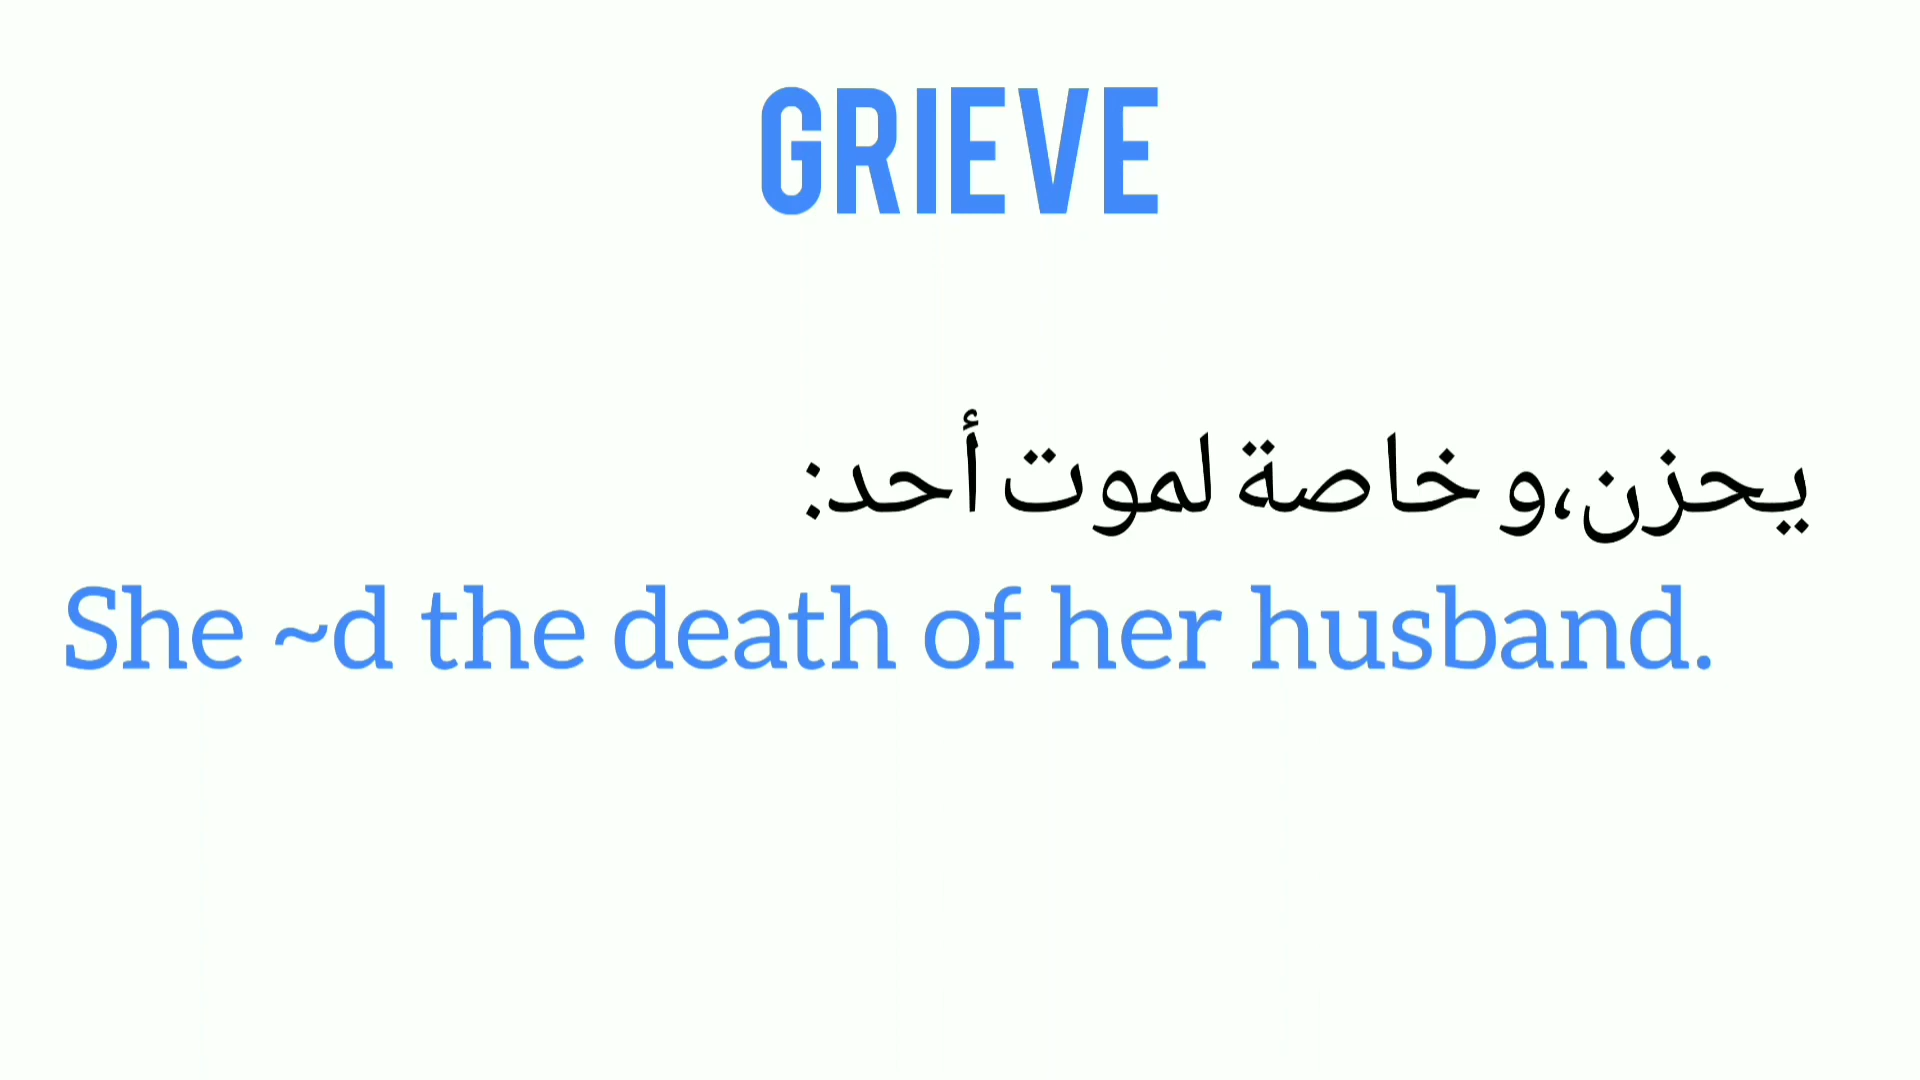 GRIEVE
يحزن،و خاصة لموت أحد:
She ~d the death of her husband.